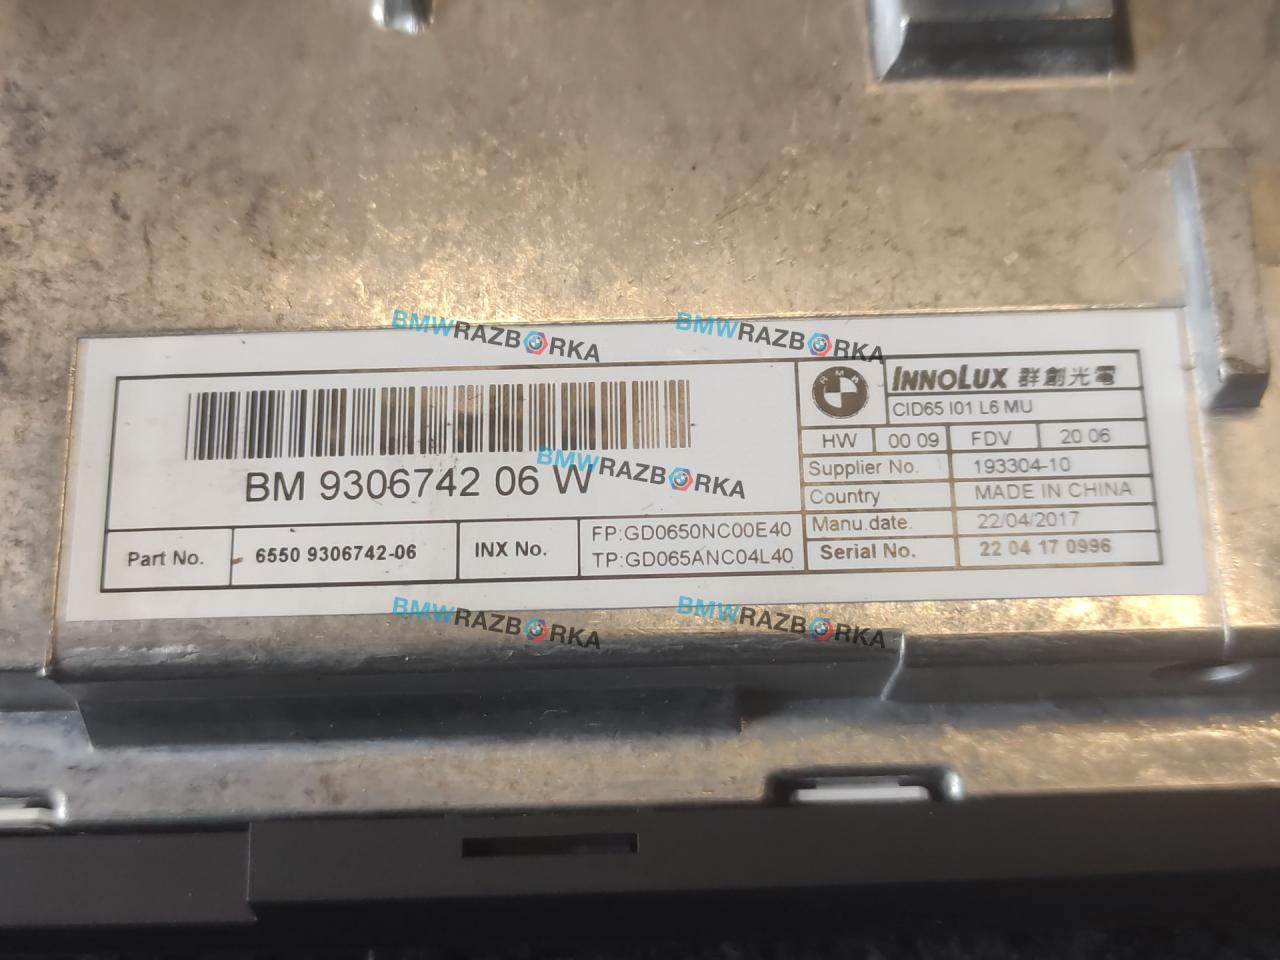 BMWRAZBORKA
BMWRAZBORKA
BMW
INNOLUX 群創光電
CID65 I01 L6 MU
HW 00 09 FDV 20 06
BM 9306742 06 W
BMWRAZBORKA
Supplier No. 193304-10
Country MADE IN CHINA
Manu.date. 22/04/2017
Serial No. 22 04 17 0996
Part No. 6550 9306742-06
INX No.
FP:GD0650NC00E40
TP:GD065ANC04L40
BMWRAZBORKA
BMWRAZBORKA